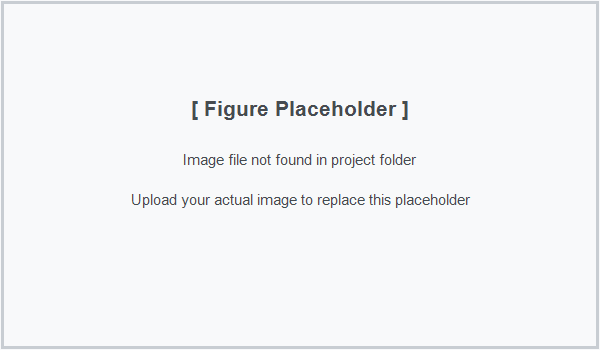 [ Figure Placeholder ]
Image file not found in project folder
Upload your actual image to replace this placeholder